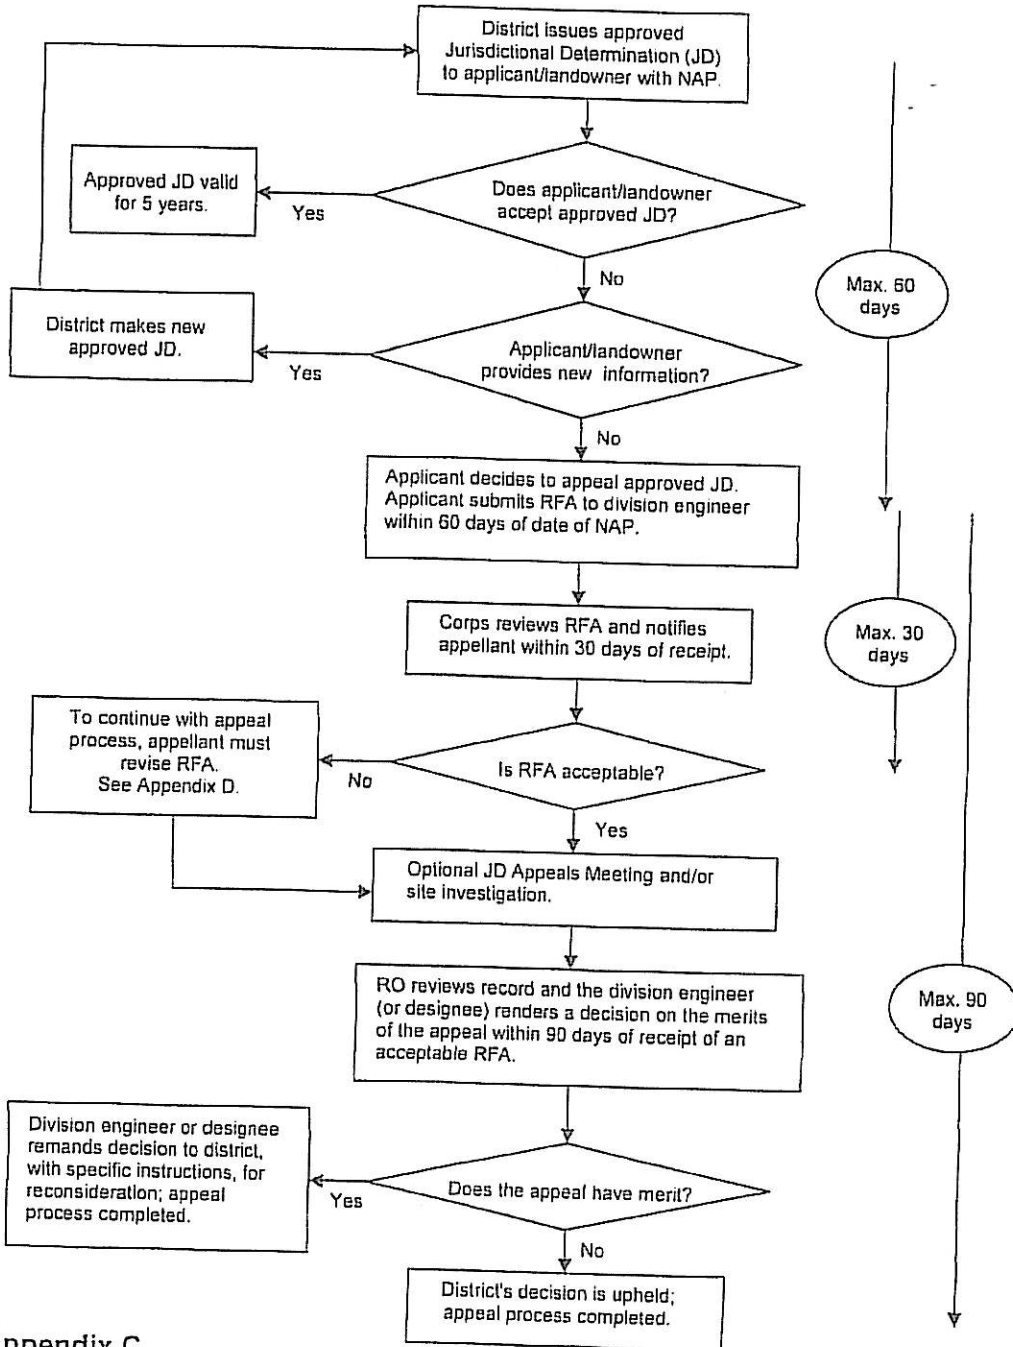 District issues approved
Jurisdictional Determination (JD)
to applicant/landowner with NAP.
Approved JD valid
for 5 years.
Yes
Does applicant/landowner
accept approved JD?
No
Max. 60
days
District makes new
approved JD.
Yes
Applicant/landowner
provides new information?
No
Applicant decides to appeal approved JD.
Applicant submits RFA to division engineer
within 60 days of date of NAP.
Corps reviews RFA and notifies
appellant within 30 days of receipt.
Max. 30
days
To continue with appeal
process, appellant must
revise RFA.
See Appendix D.
No
Is RFA acceptable?
Yes
Optional JD Appeals Meeting and/or
site investigation.
RO reviews record and the division engineer
(or designee) renders a decision on the merits
of the appeal within 90 days of receipt of an
acceptable RFA.
Max. 90
days
Division engineer or designee
remands decision to district,
with specific instructions, for
reconsideration; appeal
process completed.
Yes
Does the appeal have merit?
No
District's decision is upheld;
appeal process completed.
ppendix C